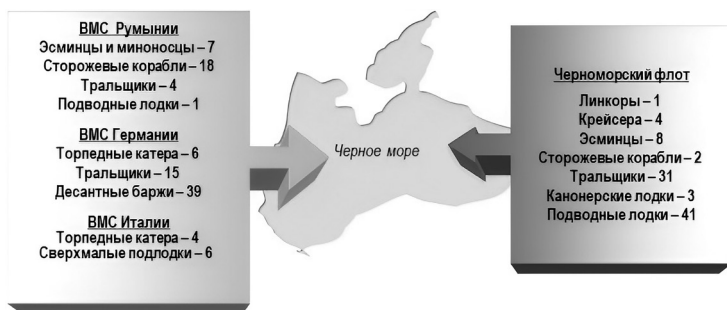 ВМС Румынии
Эсминцы и миноносцы – 7
Сторожевые корабли – 18
Тральщики – 4
Подводные лодки – 1
ВМС Германии
Торпедные катера – 6
Тральщики – 15
Десантные баржи – 39
ВМС Италии
Торпедные катера – 4
Сверхмалые подлодки – 6
Черное море
Черноморский флот
Линкоры – 1
Крейсера – 4
Эсминцы – 8
Сторожевые корабли – 2
Тральщики – 31
Канонерские лодки – 3
Подводные лодки – 41